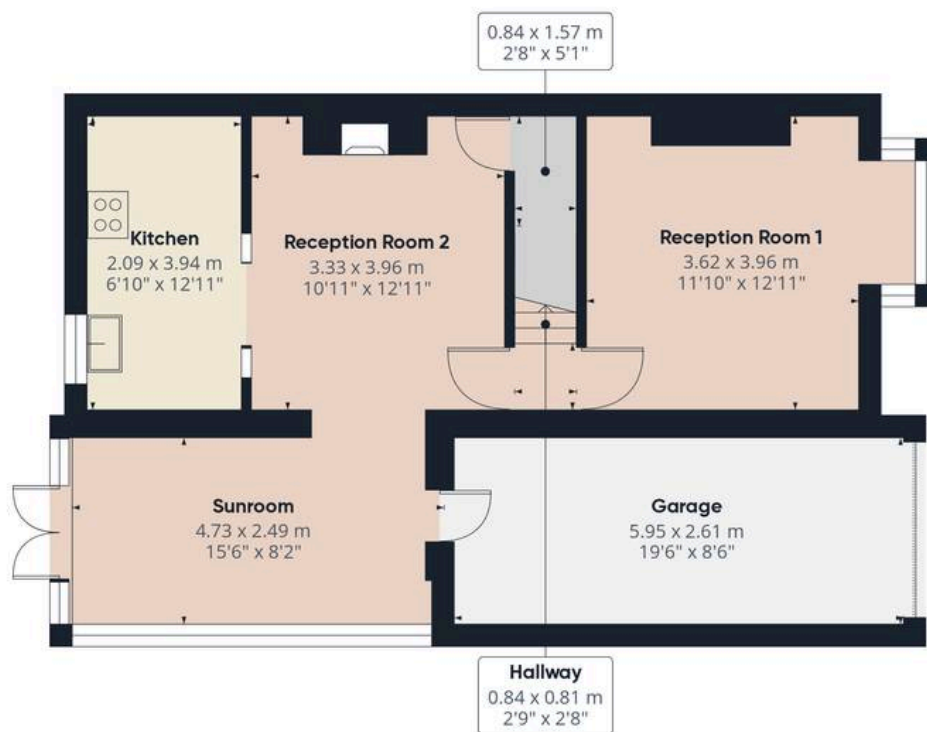 0.84 x 1.57 m
2'8" x 5'1"
Kitchen
2.09 x 3.94 m
6'10" x 12'11"
Reception Room 2
3.33 x 3.96 m
10'11" x 12'11"
Reception Room 1
3.62 x 3.96 m
11'10" x 12'11"
Sunroom
4.73 x 2.49 m
15'6" x 8'2"
Garage
5.95 x 2.61 m
19'6" x 8'6"
Hallway
0.84 x 0.81 m
2'9" x 2'8"